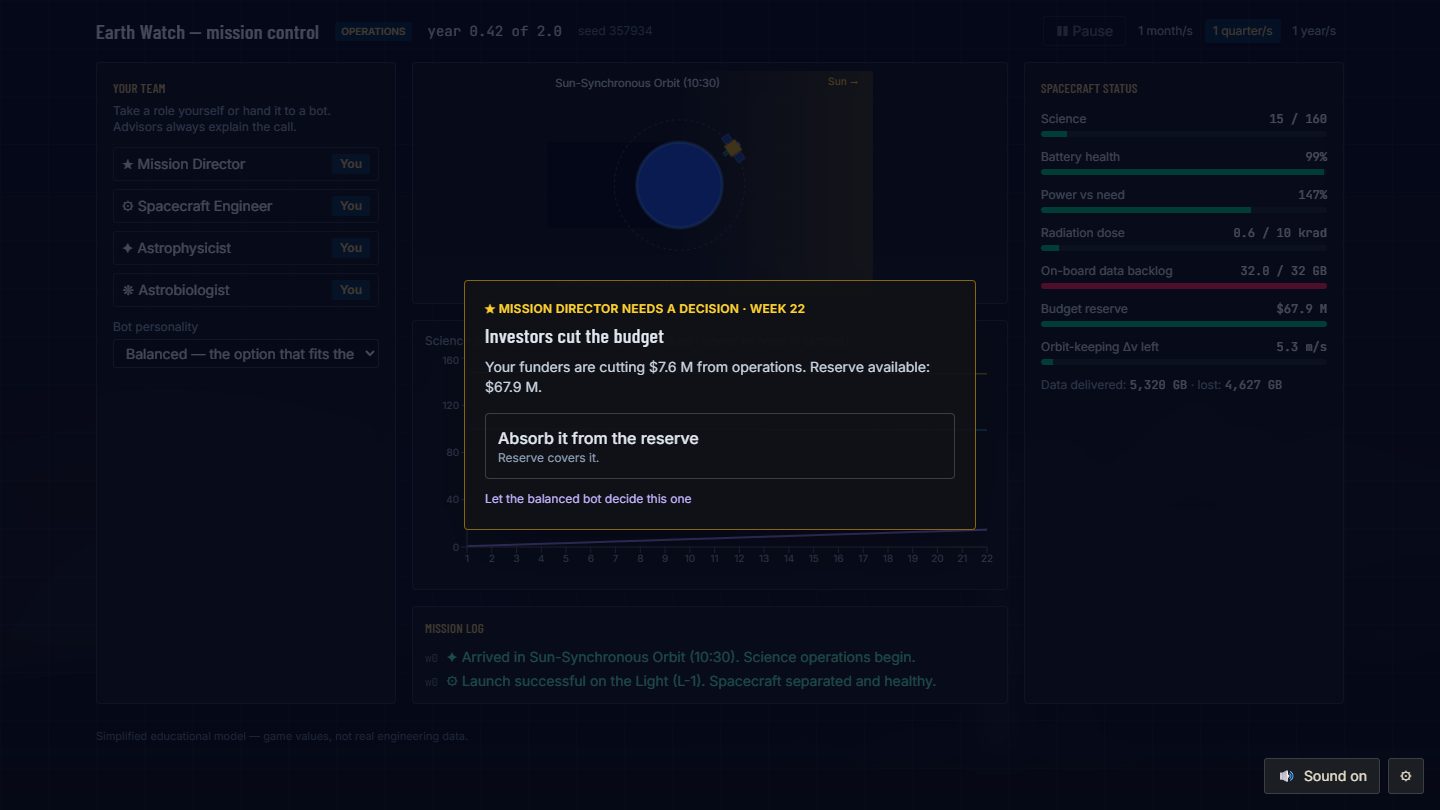 Earth Watch — mission control
OPERATIONS
year 0.42 of 2.0
seed 357934
Pause
1 month/s
1 quarter/s
1 year/s
YOUR TEAM
Take a role yourself or hand it to a bot.
Advisors always explain the call.
★ Mission Director You
⚙ Spacecraft Engineer You
✦ Astrophysicist You
❋ Astrobiologist You
Bot personality
Balanced — the option that fits the
Sun-Synchronous Orbit (10:30)
Sun →
★ MISSION DIRECTOR NEEDS A DECISION · WEEK 22
Investors cut the budget
Your funders are cutting $7.6 M from operations. Reserve available:
$67.9 M.
Absorb it from the reserve
Reserve covers it.
Let the balanced bot decide this one
160
120
80
40
0
1 2 3 4 5 6 7 8 9 10 11 12 13 14 15 16 17 18 19 20 21 22
MISSION LOG
w0 ✦ Arrived in Sun-Synchronous Orbit (10:30). Science operations begin.
w0 ⚙ Launch successful on the Light (L-1). Spacecraft separated and healthy.
SPACECRAFT STATUS
Science 15 / 160
Battery health 99%
Power vs need 147%
Radiation dose 0.6 / 10 krad
On-board data backlog 32.0 / 32 GB
Budget reserve $67.9 M
Orbit-keeping Δv left 5.3 m/s
Data delivered: 5,320 GB · lost: 4,627 GB
Simplified educational model — game values, not real engineering data.
Sound on